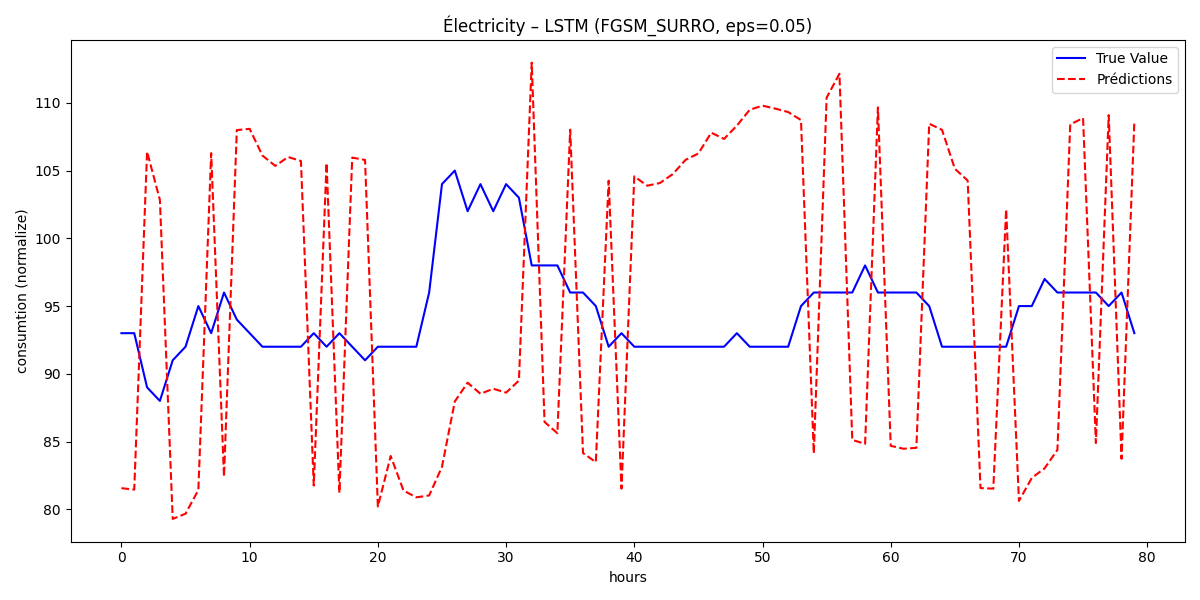 Électricity – LSTM (FGSM_SURRO, eps=0.05)
True Value
Prédictions
consumtion (normalize)
110
105
100
95
90
85
80
0 10 20 30 40 50 60 70 80
hours